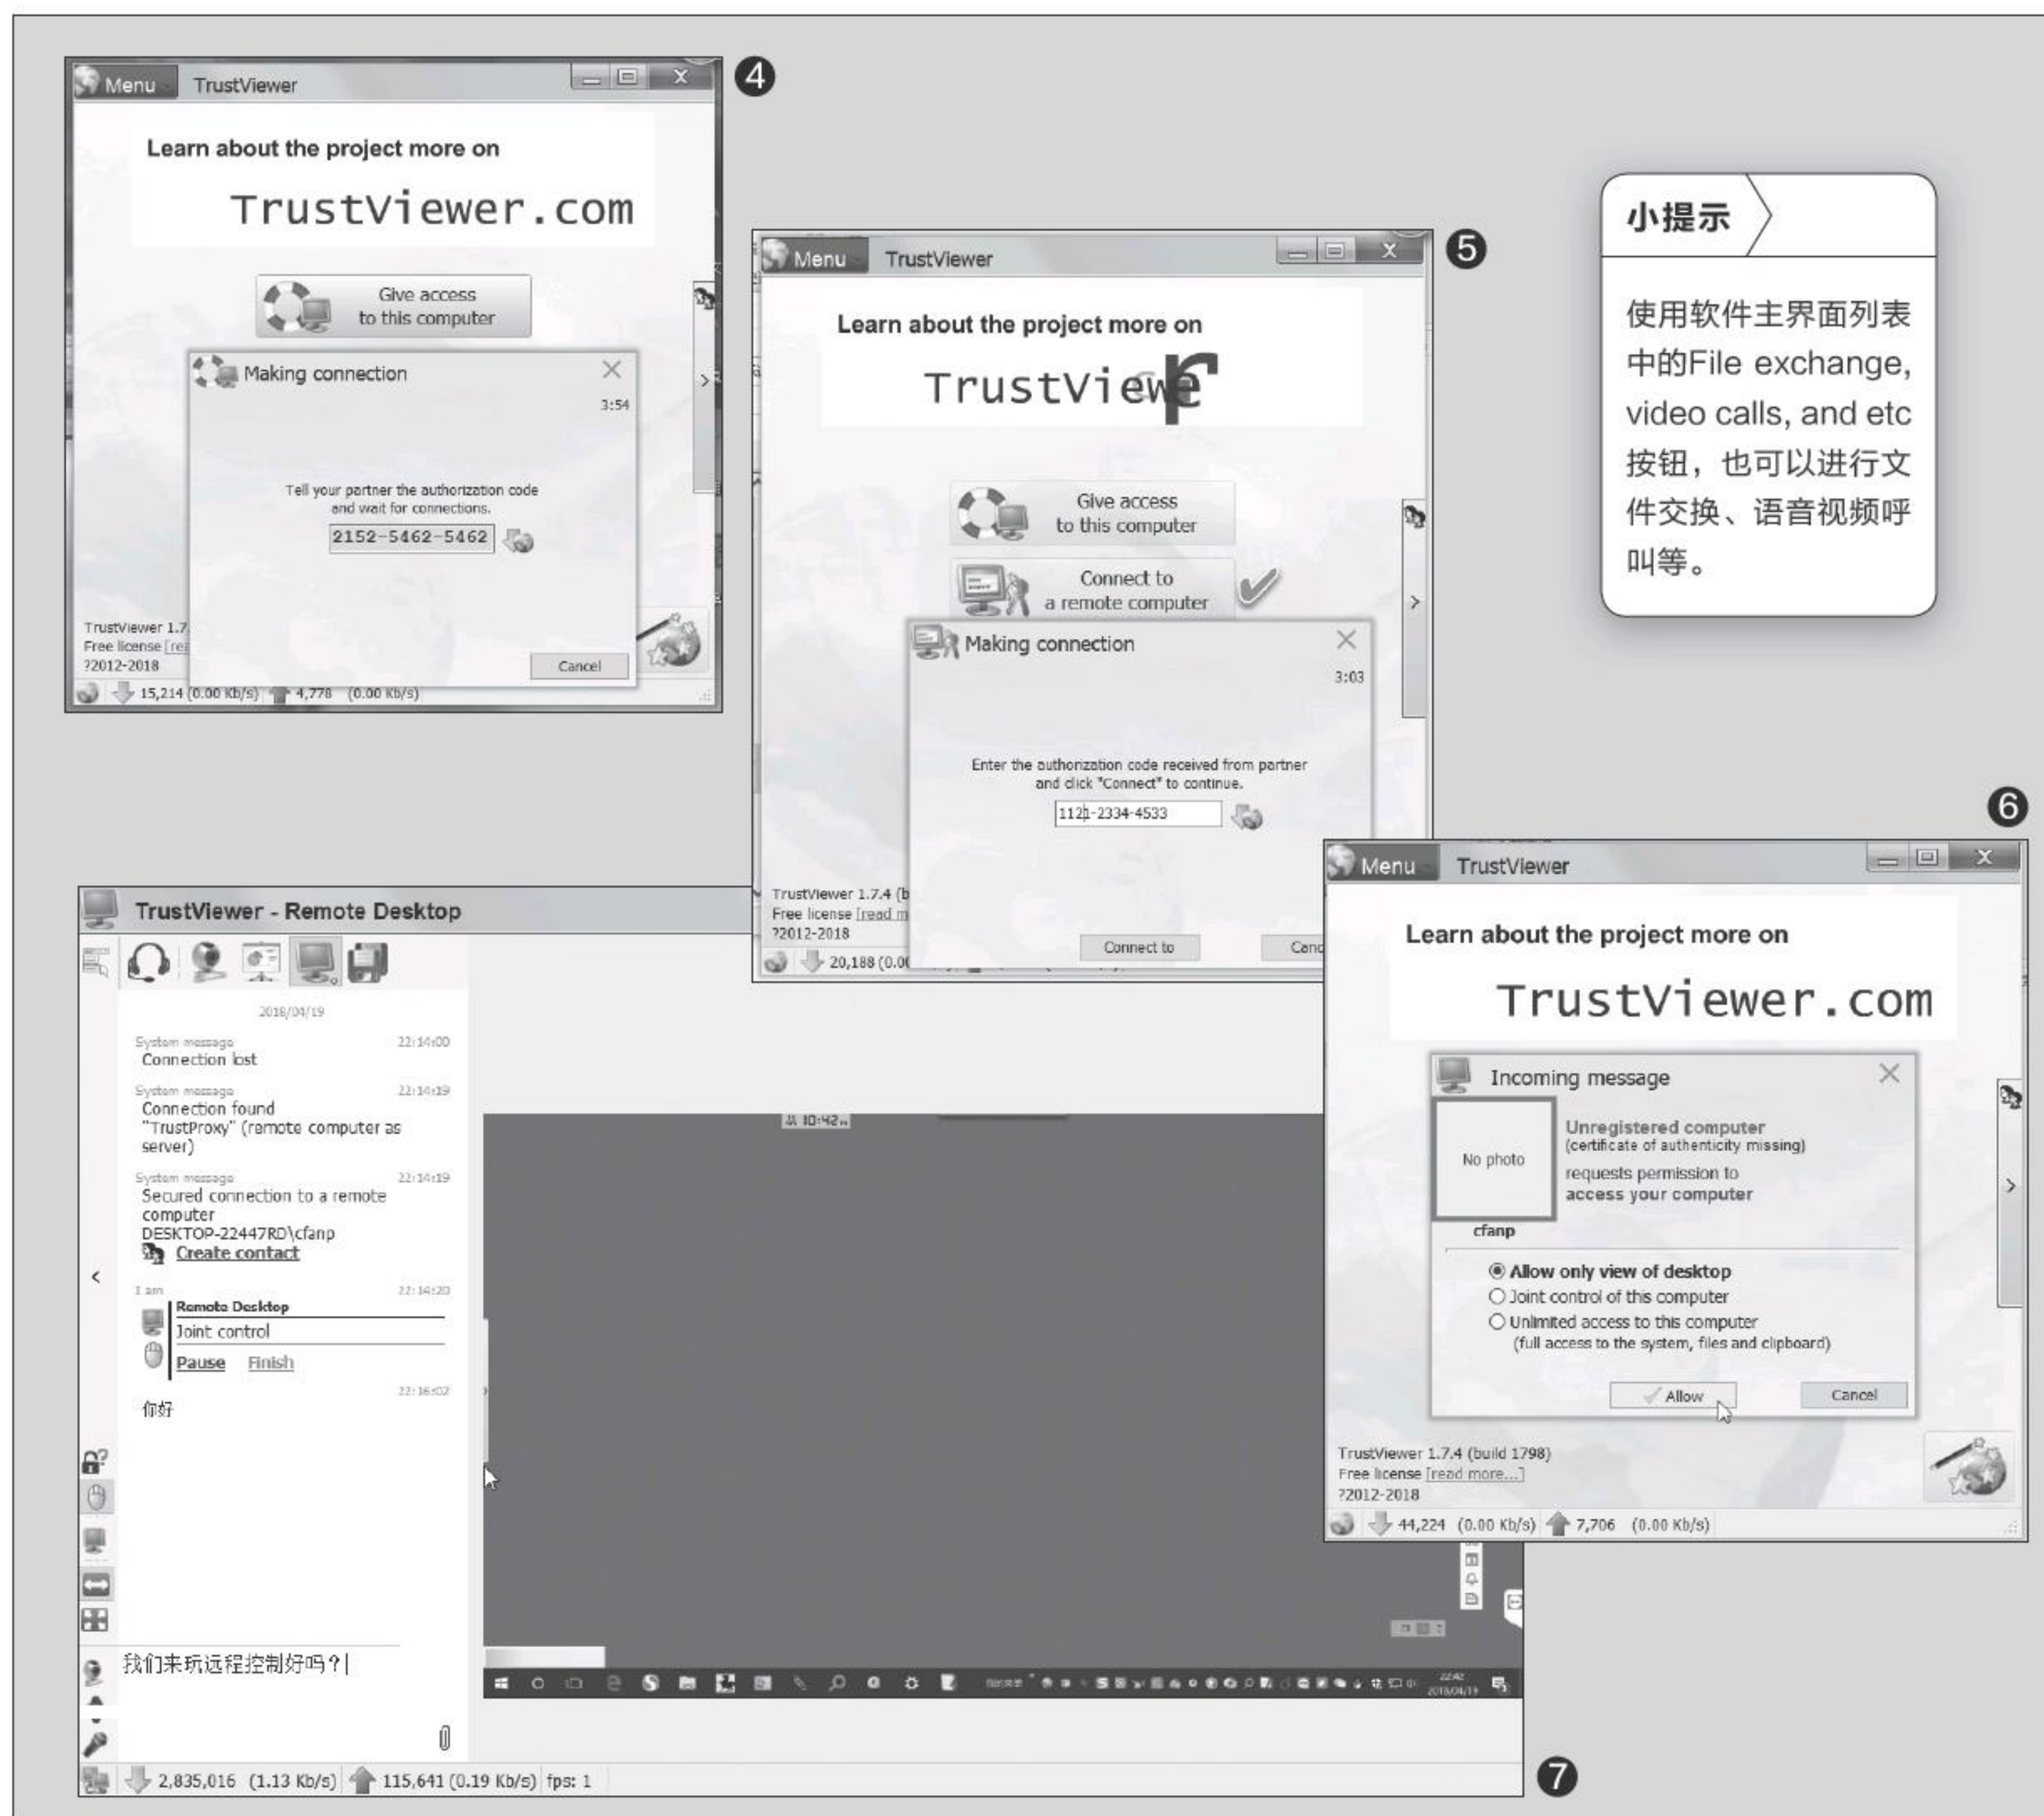 Menu TrustViewer
4
Learn about the project more on
TrustViewer.com
Give access
to this computer
Making connection
3:54
Tell your partner the authorization code
and wait for connections.
2152-5462-5462
TrustViewer 1.7
Free license [rea
?2012-2018
Cancel
15,214 (0.00 Kb/s) 4,778 (0.00 Kb/s)
Menu TrustViewer
5
Learn about the project more on
TrustViewer
Give access
to this computer
Connect to
a remote computer
Making connection
3:03
Enter the authorization code received from partner
and click "Connect" to continue.
1121-2334-4533
TrustViewer 1.7.4 (b
Free license [read m
?2012-2018
Connect to Canc
20,188 (0.00
小提示
使用软件主界面列表
中的File exchange,
video calls, and etc
按钮，也可以进行文
件交换、语音视频呼
叫等。
6
Menu TrustViewer
Learn about the project more on
TrustViewer.com
Incoming message
No photo
Unregistered computer
(certificate of authenticity missing)
requests permission to
access your computer
cfanp
Allow only view of desktop
Joint control of this computer
Unlimited access to this computer
(full access to the system, files and clipboard)
Allow Cancel
TrustViewer 1.7.4 (build 1798)
Free license [read more...]
?2012-2018
44,224 (0.00 Kb/s) 7,706 (0.00 Kb/s)
TrustViewer - Remote Desktop
2018/04/19
System message 22:14:00
Connection lost
System message 22:14:19
Connection found
"TrustProxy" (remote computer as
server)
System message 22:14:19
Secured connection to a remote
computer
DESKTOP-22447RD\cfanp
Create contact
I am 22:14:20
Remote Desktop
Joint control
Pause Finish
22:16:02
你好
我们来玩远程控制好吗？
10:42
22:42
2018/04/19
2,835,016 (1.13 Kb/s) 115,641 (0.19 Kb/s) fps: 1
7